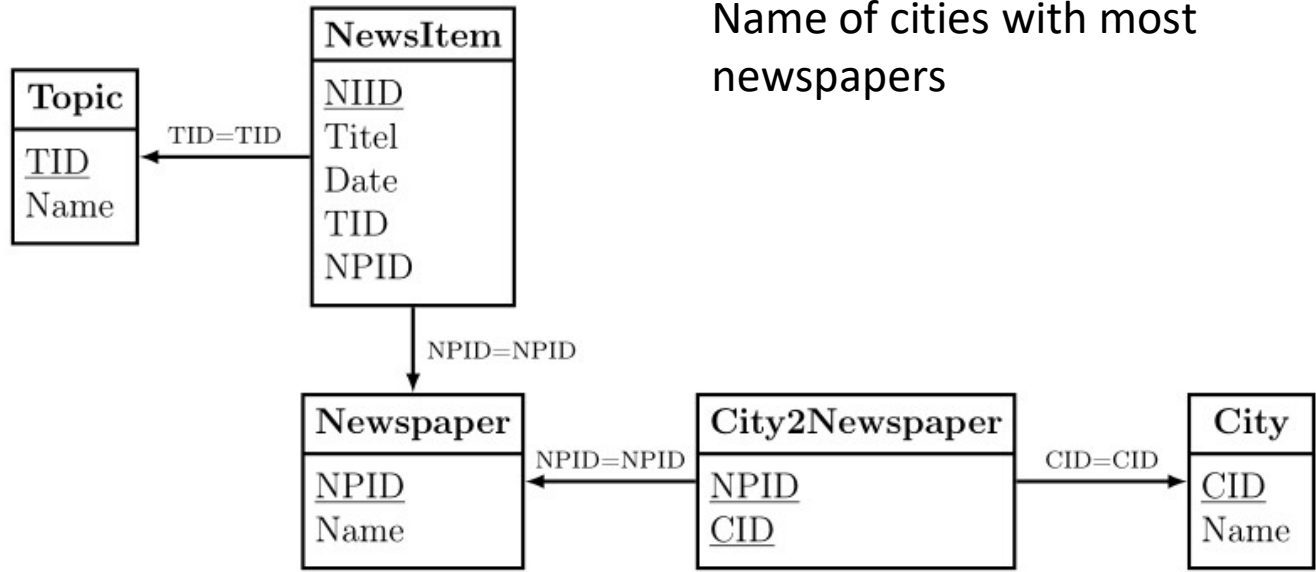 Name of cities with most
newspapers
NewsItem
NIID
Titel
Date
TID
NPID
Topic
TID
Name
TID=TID
NPID=NPID
Newspaper
NPID
Name
NPID=NPID
City2Newspaper
NPID
CID
CID=CID
City
CID
Name